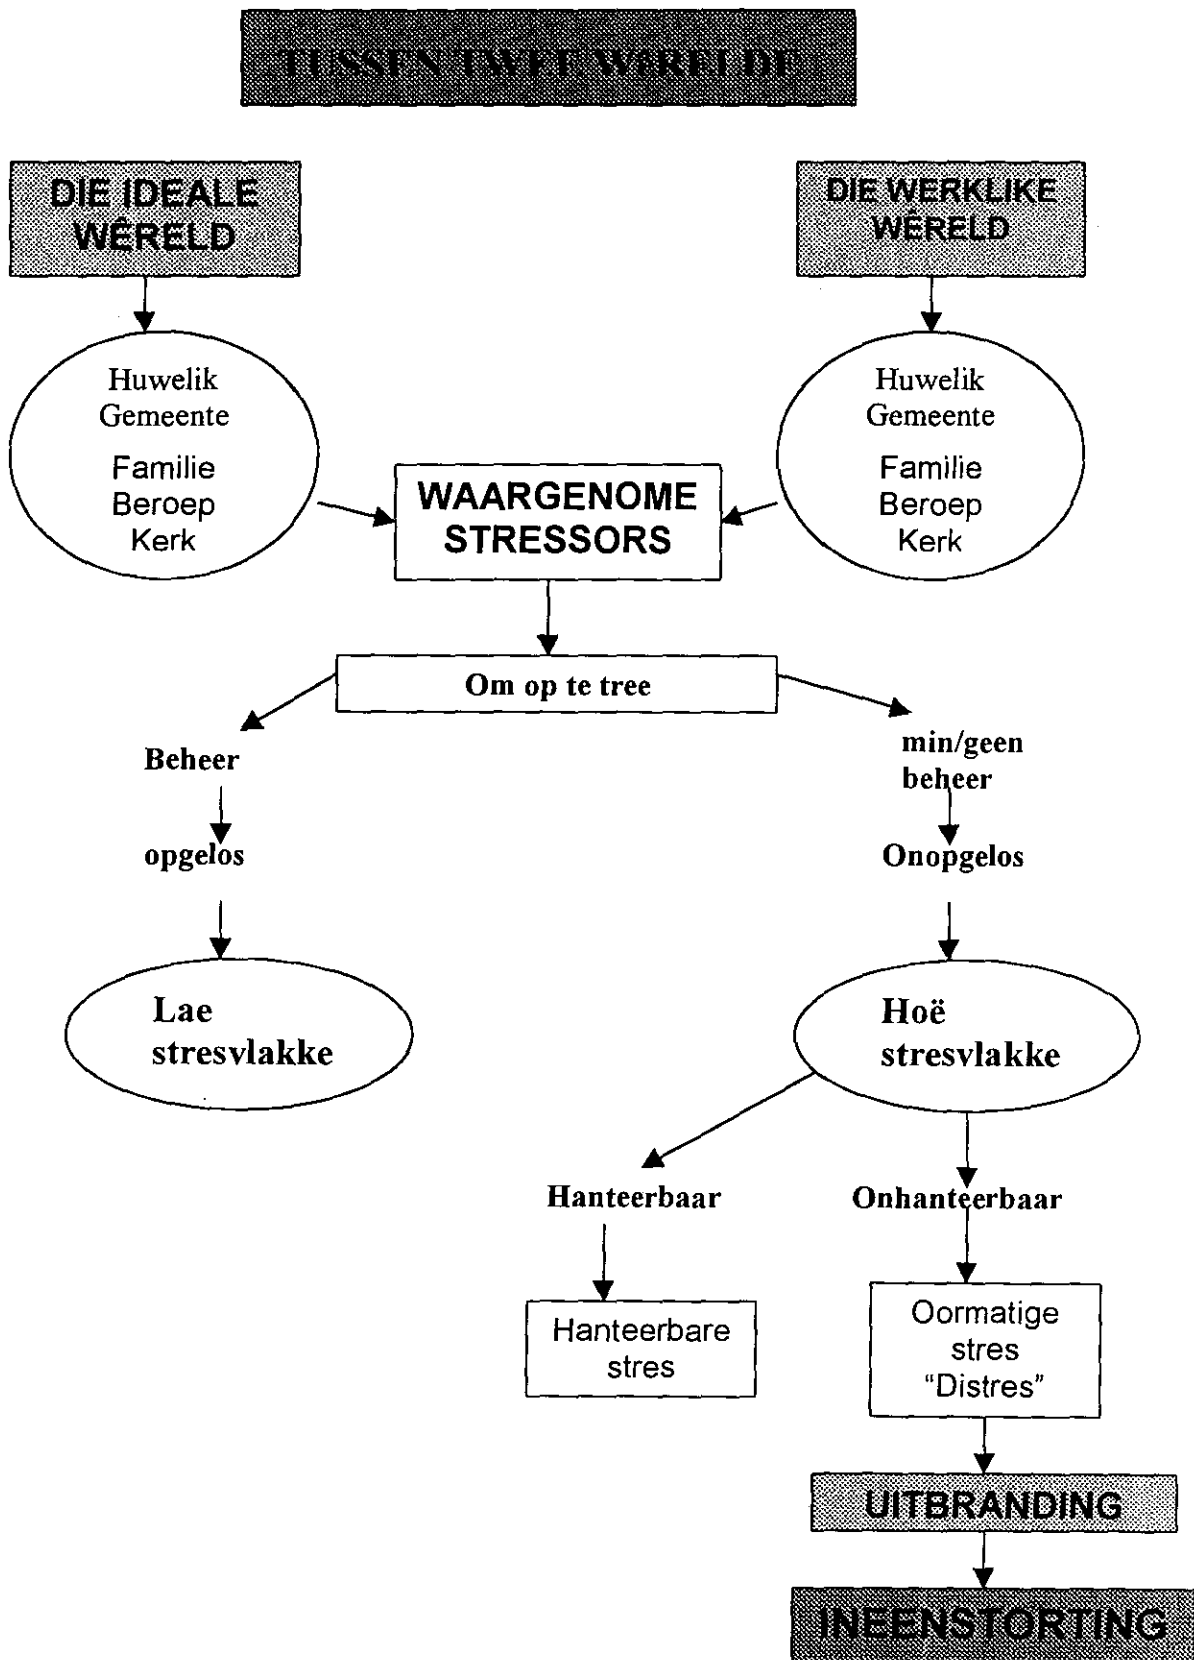 TUSSEN TWEE WêRELDE
DIE IDEALE
WÊRELD
DIE WERKLIKE
WÊRELD
Huwelik
Gemeente
Familie
Beroep
Kerk
Huwelik
Gemeente
Familie
Beroep
Kerk
WAARGENOME
STRESSORS
Om op te tree
Beheer
min/geen
beheer
opgelos
Onopgelos
Lae
stresvlakke
Hoë
stresvlakke
Hanteerbaar
Onhanteerbaar
Hanteerbare
stres
Oormatige
stres
“Distres”
UITBRANDING
INEENSTORTING